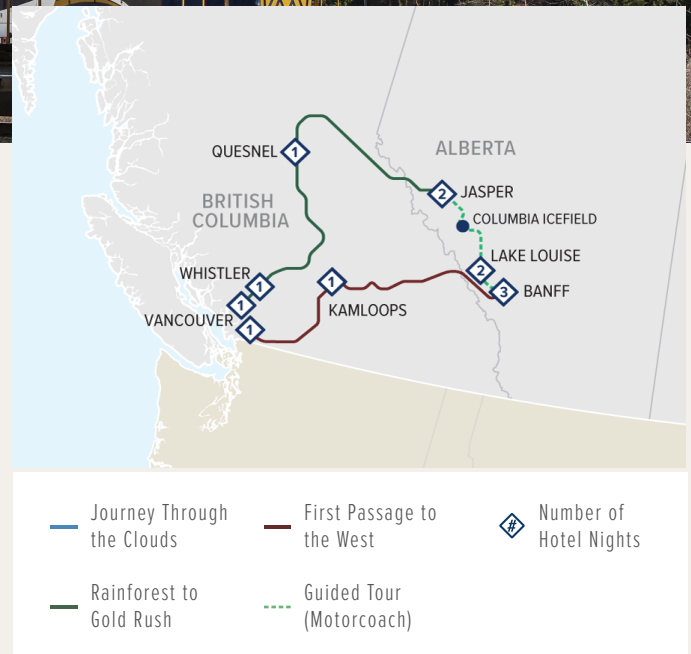 QUESNEL
1
ALBERTA
2
JASPER
BRITISH
COLUMBIA
COLUMBIA ICEFIELD
LAKE LOUISE
WHISTLER
1
1
2
3
BANFF
1
VANCOUVER
1
KAMLOOPS
Journey Through
the Clouds
First Passage to
the West
#
Number of
Hotel Nights
Rainforest to
Gold Rush
Guided Tour
(Motorcoach)